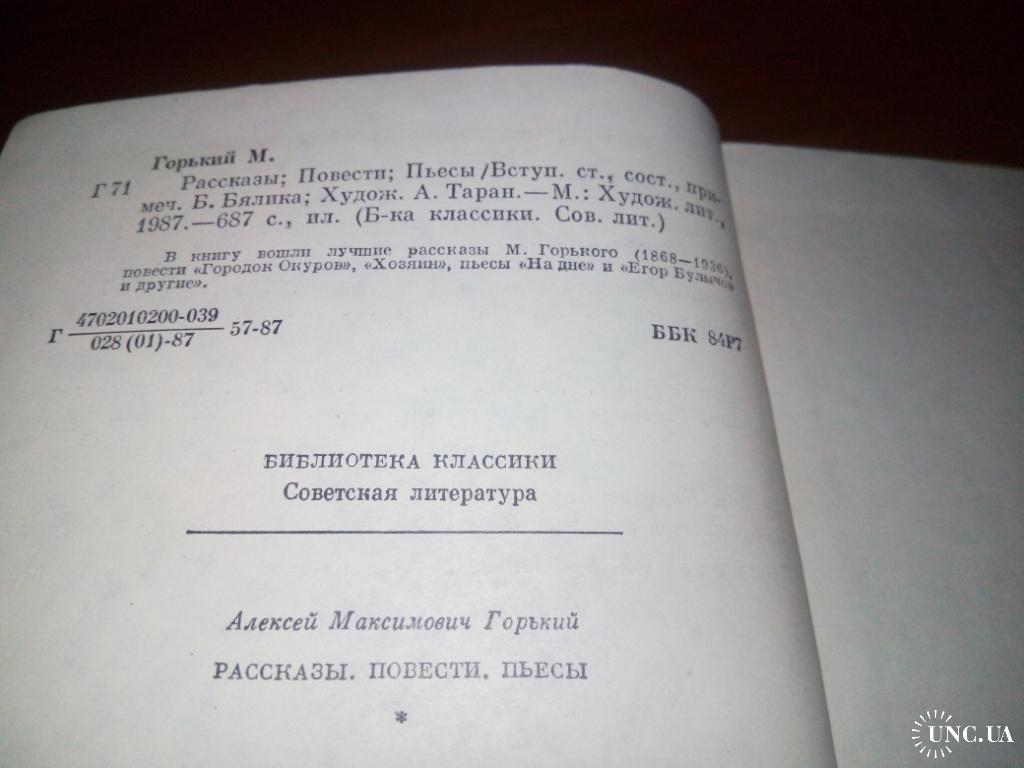 Горький М.
Г 71 Рассказы; Повести; Пьесы/Вступ. ст., сост., при-
меч. Б. Бялика; Худож. А. Таран.—М.: Худож. лит.,
1987.—687 с., ил. (Б-ка классики. Сов. лит.)
В книгу вошли лучшие рассказы М. Горького (1868—1936),
повести «Городок Окуров», «Хозяин», пьесы «На дне» и «Егор Булычов
и другие».
4702010200-039
Г 57-87
028 (01)-87
ББК 84Р7
БИБЛИОТЕКА КЛАССИКИ
Советская литература
Алексей Максимович Горький
РАССКАЗЫ. ПОВЕСТИ. ПЬЕСЫ
*
UNC.UA